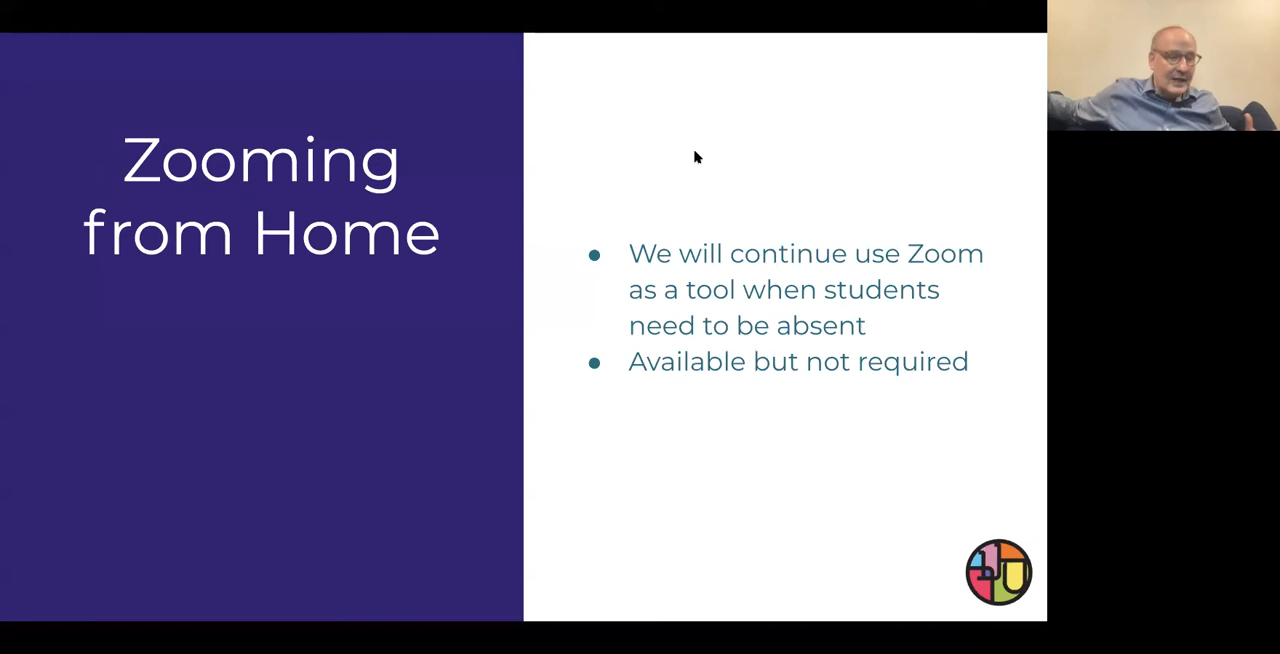 Zooming
from Home
● We will continue use Zoom
as a tool when students
need to be absent
● Available but not required